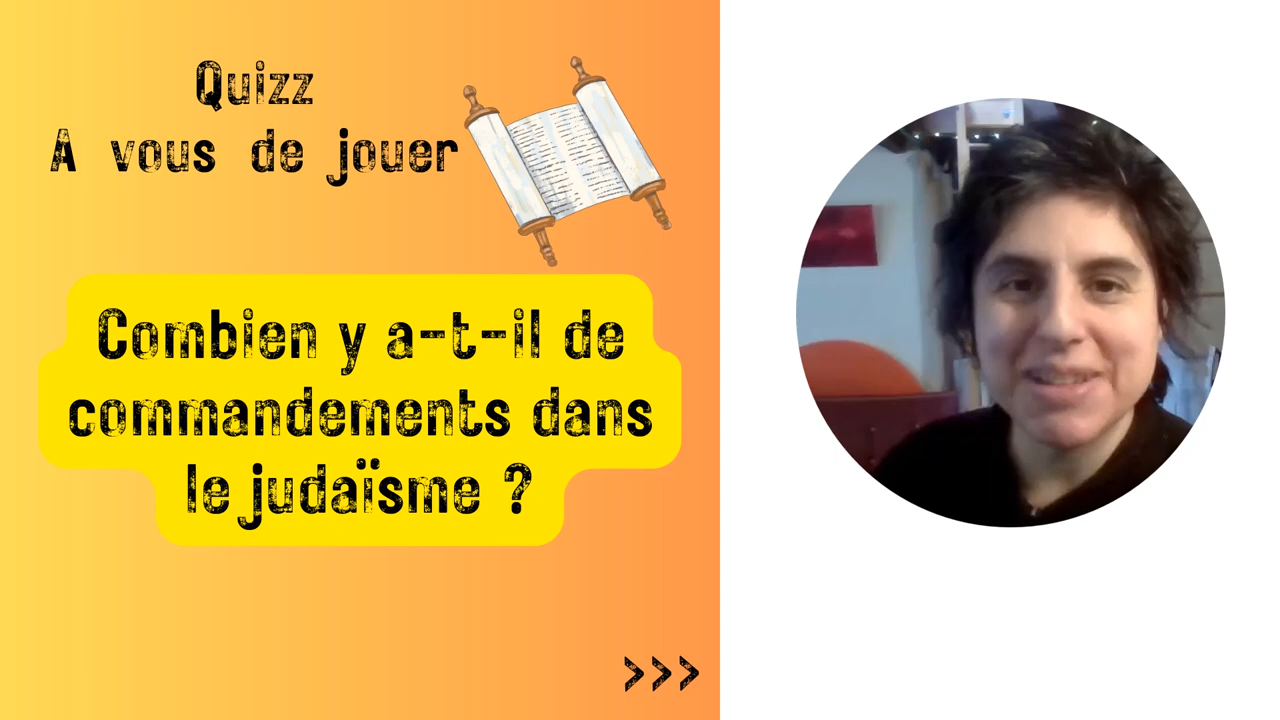 Quizz
A vous de jouer
Combien y a-t-il de
commandements dans
le judaïsme ?
>>>